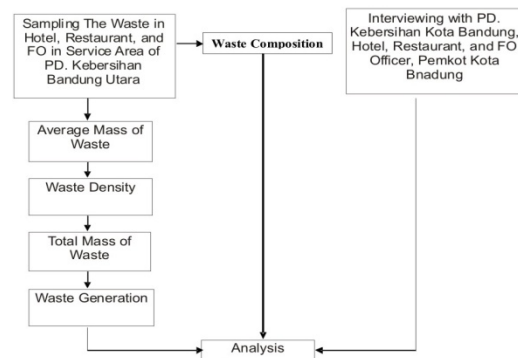 Sampling The Waste in
Hotel, Restaurant, and
FO in Service Area of
PD. Kebersihan
Bandung Utara
Waste Composition
Interviewing with PD.
Kebersihan Kota Bandung,
Hotel, Restaurant, and FO
Officer, Pemkot Kota
Bnadung
Average Mass of
Waste
Waste Density
Total Mass of
Waste
Waste Generation
Analysis